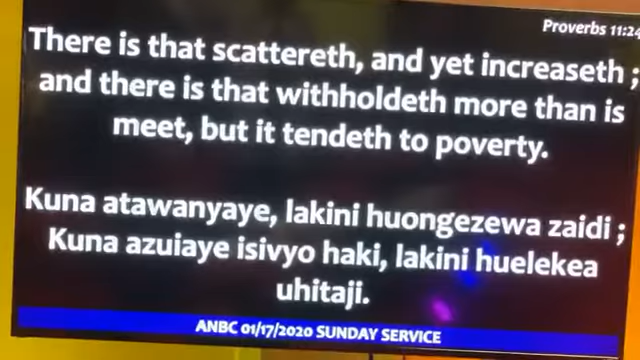 Proverbs 11:24
There is that scattereth, and yet increaseth ;
and there is that withholdeth more than is
meet, but it tendeth to poverty.
Kuna atawanyaye, lakini huongezewa zaidi ;
Kuna azuiaye isivyo haki, lakini huelekea
uhitaji.
ANBC 01/17/2020 SUNDAY SERVICE